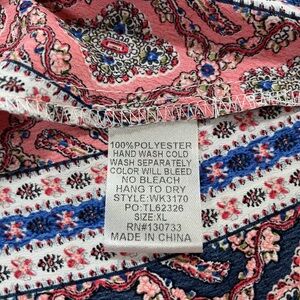 100%POLYESTER
HAND WASH COLD
WASH SEPARATELY
COLOR WILL BLEED
NO BLEACH
HANG TO DRY
STYLE:WK3170
PO:TL62326
SIZE:XL
RN#130733
MADE IN CHINA